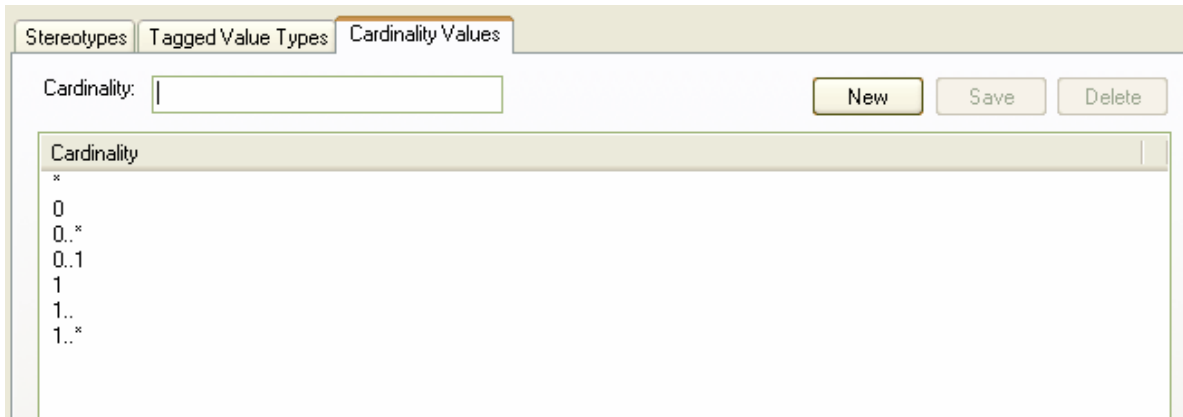 Stereotypes Tagged Value Types Cardinality Values
Cardinality: New Save Delete
Cardinality
*
0
0..*
0..1
1
1..
1..*